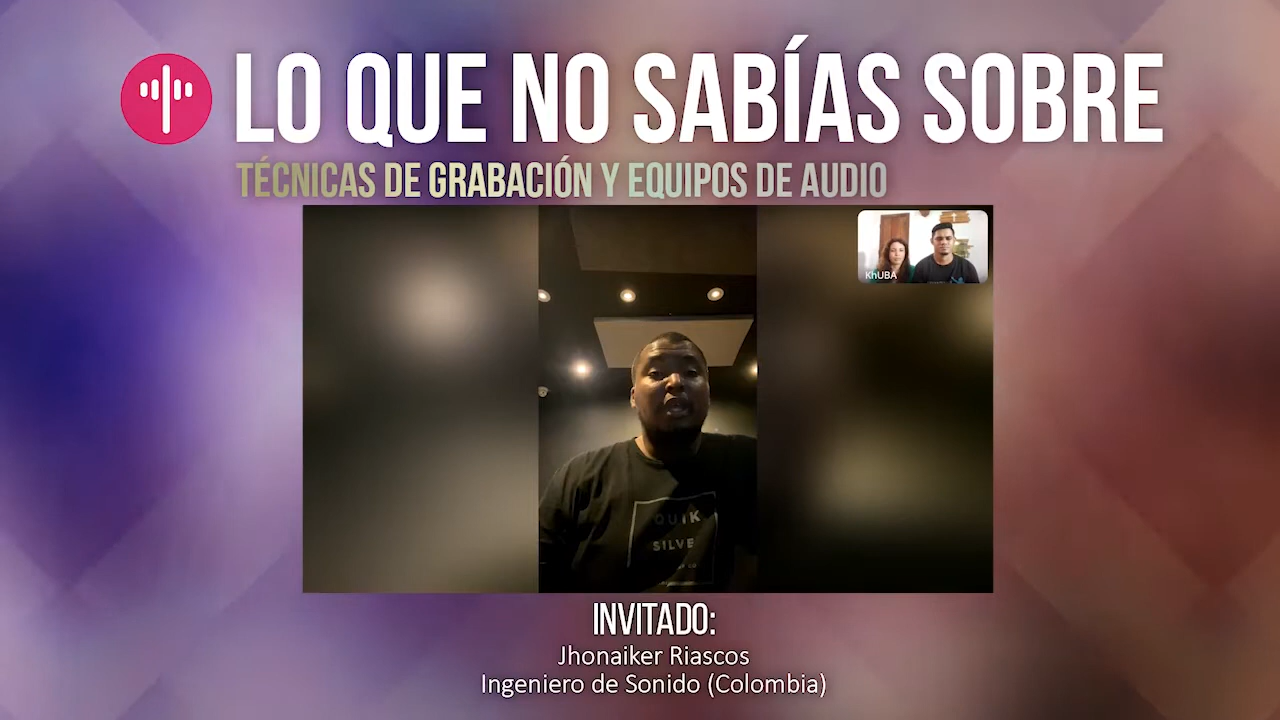 LO QUE NO SABÍAS SOBRE
TÉCNICAS DE GRABACIÓN Y EQUIPOS DE AUDIO
KhUBA
QUIK
SILVE
INVITADO:
Jhonaiker Riascos
Ingeniero de Sonido (Colombia)